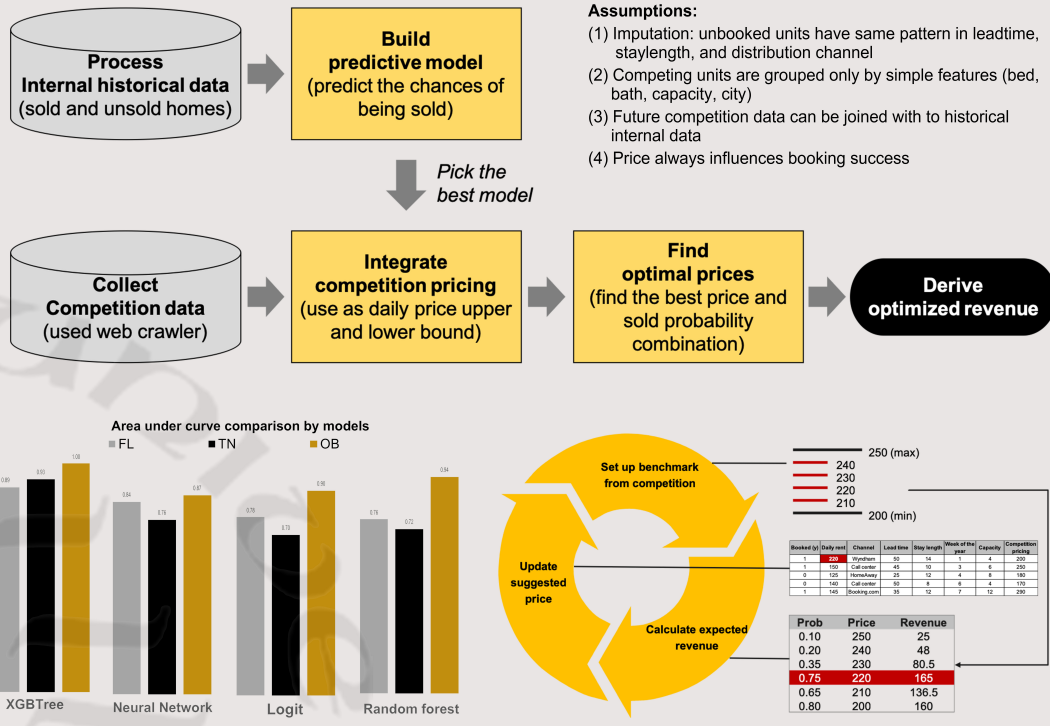 Process
Internal historical data
(sold and unsold homes)
Build
predictive model
(predict the chances of
being sold)
Assumptions:
(1) Imputation: unbooked units have same pattern in leadtime,
staylength, and distribution channel
(2) Competing units are grouped only by simple features (bed,
bath, capacity, city)
(3) Future competition data can be joined with to historical
internal data
(4) Price always influences booking success
Pick the
best model
Collect
Competition data
(used web crawler)
Integrate
competition pricing
(use as daily price upper
and lower bound)
Find
optimal prices
(find the best price and
sold probability
combination)
Derive
optimized revenue
Area under curve comparison by models
FL TN OB
0.89 0.90 1.00
0.84 0.76 0.87
0.78 0.70
0.76 0.72 0.94
XGBTree Neural Network Logit Random forest
Set up benchmark
from competition
Update
suggested
price
Calculate expected
revenue
250 (max)
240
230
220
210
200 (min)
Booked (y) Daily rent Channel Lead time Stay length Week of the year Capacity Competition pricing
1 220 Wyndham 50 14 1 4 200
1 150 Call center 45 10 3 6 250
0 125 HomeAway 25 12 4 8 180
0 140 Call center 50 8 6 4 170
1 145 Booking.com 35 12 7 12 290
Prob Price Revenue
0.10 250 25
0.20 240 48
0.35 230 80.5
0.75 220 165
0.65 210 136.5
0.80 200 160